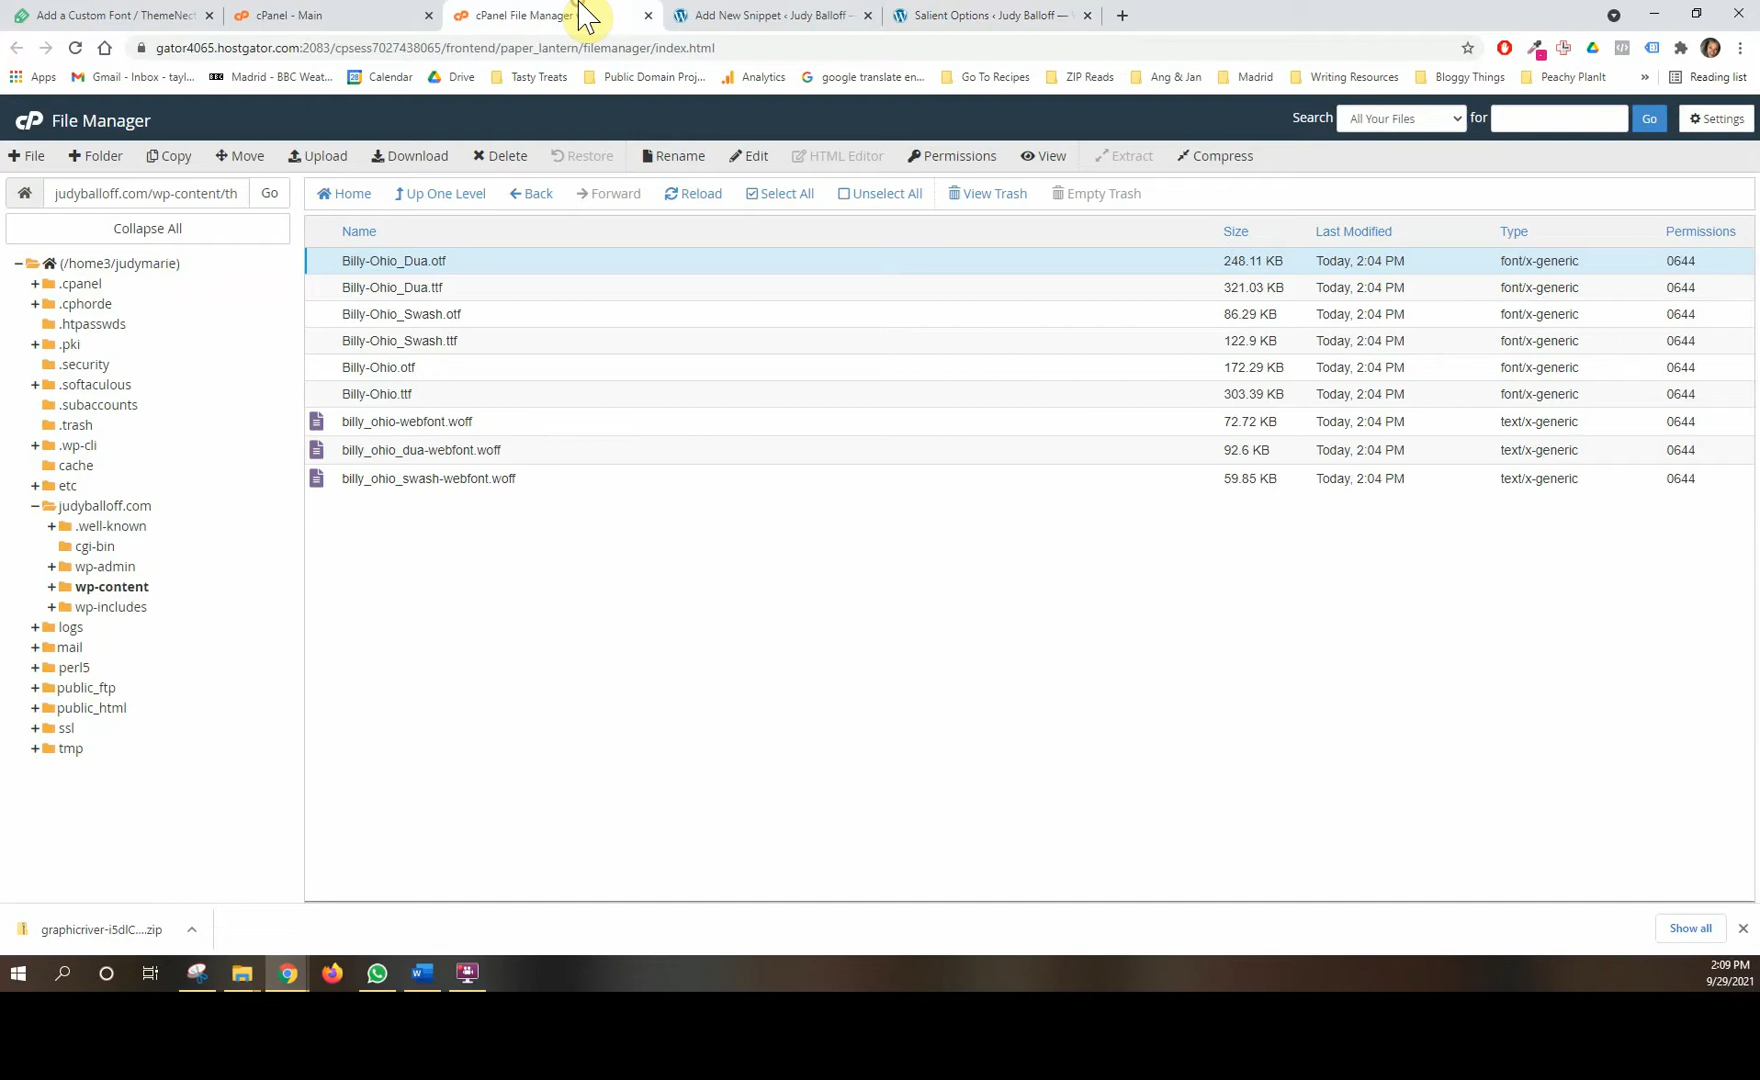 Add a Custom Font / ThemeNect
cPanel - Main
cPanel File Manager
Add New Snippet ‹ Judy Balloff –
Salient Options ‹ Judy Balloff —
gator4065.hostgator.com:2083/cpsess7027438065/frontend/paper_lantern/filemanager/index.html
Apps
Gmail - Inbox - tayl...
BBC
Madrid - BBC Weat...
28
Calendar
Drive
Tasty Treats
Public Domain Proj...
Analytics
google translate en...
Go To Recipes
ZIP Reads
Ang & Jan
Madrid
Writing Resources
Bloggy Things
Peachy PlanIt
»
Reading list
cP File Manager
Search
All Your Files
for
Go
Settings
File
Folder
Copy
Move
Upload
Download
Delete
Restore
Rename
Edit
HTML Editor
Permissions
View
Extract
Compress
judyballoff.com/wp-content/th
Go
Home
Up One Level
Back
Forward
Reload
Select All
Unselect All
View Trash
Empty Trash
Collapse All
(/home3/judymarie)
.cpanel
.cphorde
.htpasswds
.pki
.security
.softaculous
.subaccounts
.trash
.wp-cli
cache
etc
judyballoff.com
.well-known
cgi-bin
wp-admin
wp-content
wp-includes
logs
mail
perl5
public_ftp
public_html
ssl
tmp
Name Size Last Modified Type Permissions
Billy-Ohio_Dua.otf 248.11 KB Today, 2:04 PM font/x-generic 0644
Billy-Ohio_Dua.ttf 321.03 KB Today, 2:04 PM font/x-generic 0644
Billy-Ohio_Swash.otf 86.29 KB Today, 2:04 PM font/x-generic 0644
Billy-Ohio_Swash.ttf 122.9 KB Today, 2:04 PM font/x-generic 0644
Billy-Ohio.otf 172.29 KB Today, 2:04 PM font/x-generic 0644
Billy-Ohio.ttf 303.39 KB Today, 2:04 PM font/x-generic 0644
billy_ohio-webfont.woff 72.72 KB Today, 2:04 PM text/x-generic 0644
billy_ohio_dua-webfont.woff 92.6 KB Today, 2:04 PM text/x-generic 0644
billy_ohio_swash-webfont.woff 59.85 KB Today, 2:04 PM text/x-generic 0644
graphicriver-i5dIC....zip
Show all
2:09 PM
9/29/2021